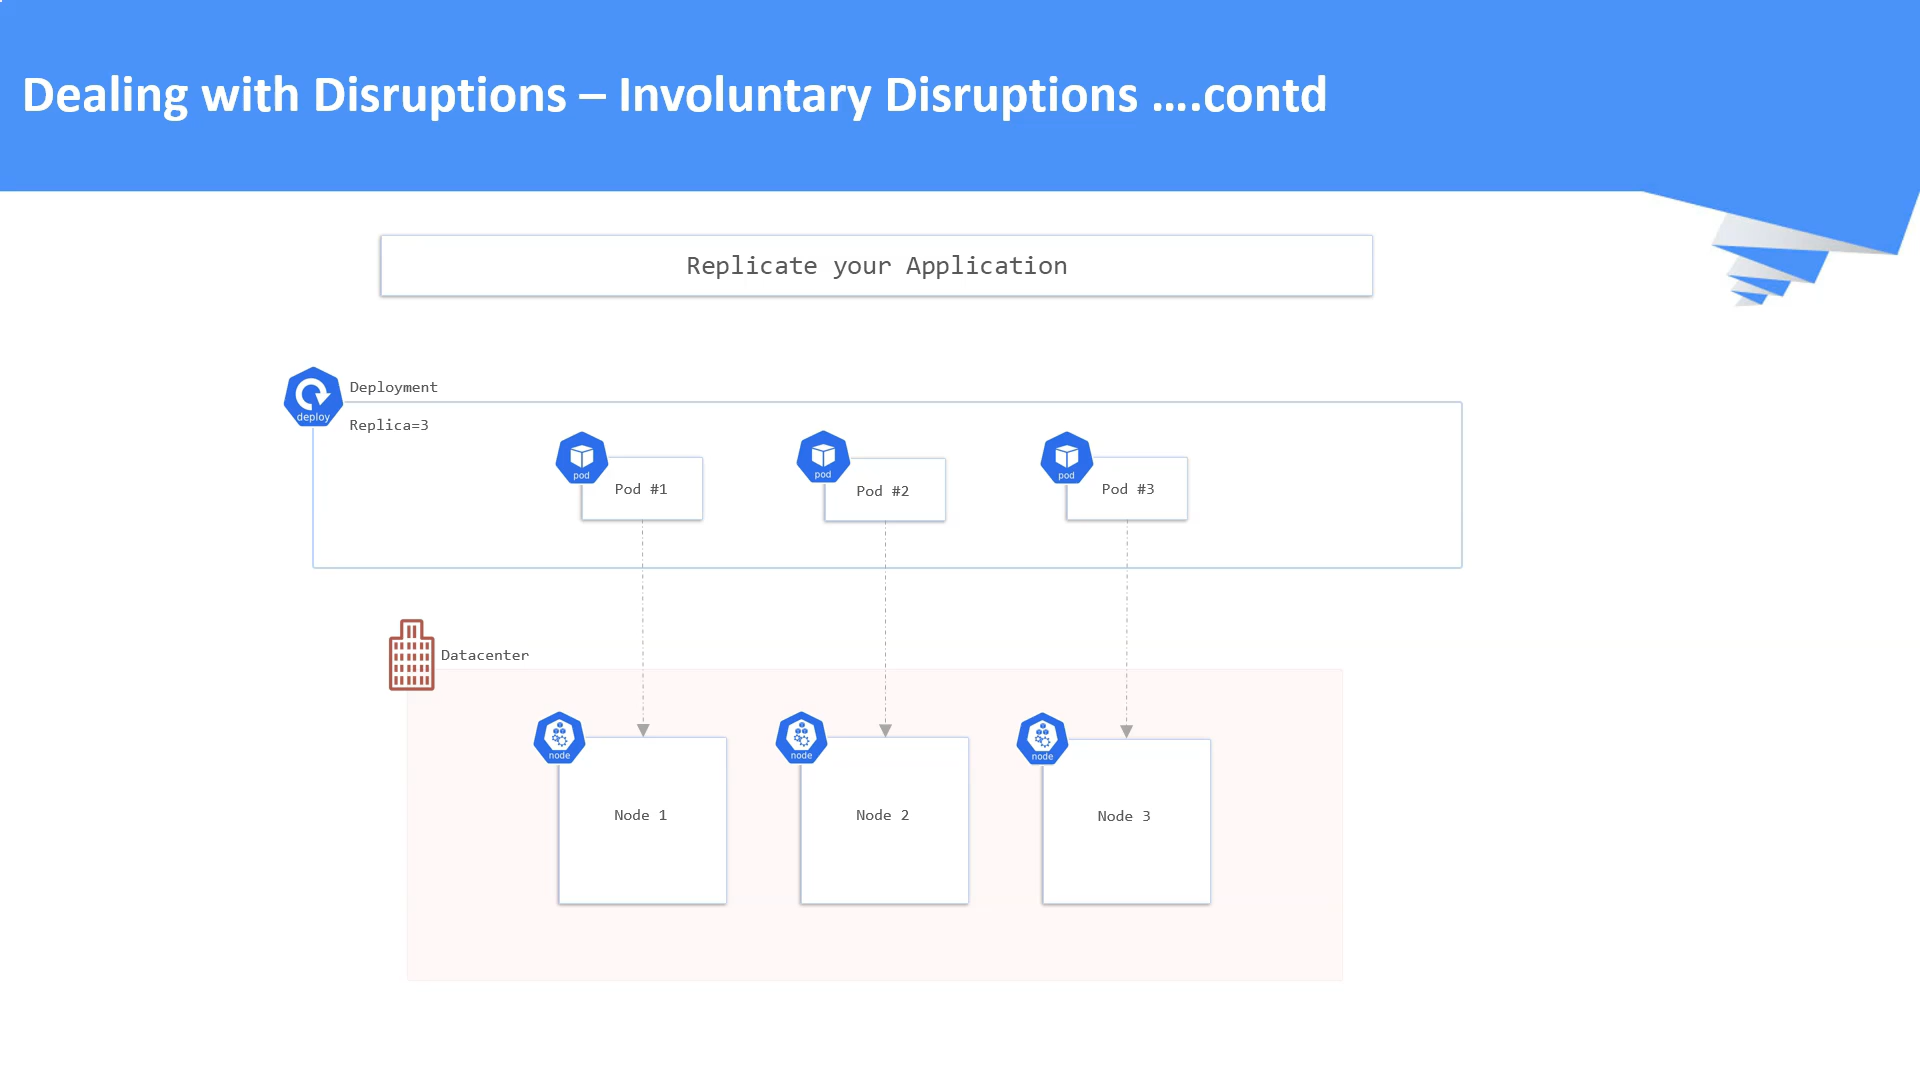 Dealing with Disruptions – Involuntary Disruptions ....contd
Replicate your Application
Deployment
deploy
Replica=3
pod
Pod #1
pod
Pod #2
pod
Pod #3
Datacenter
node
Node 1
node
Node 2
node
Node 3